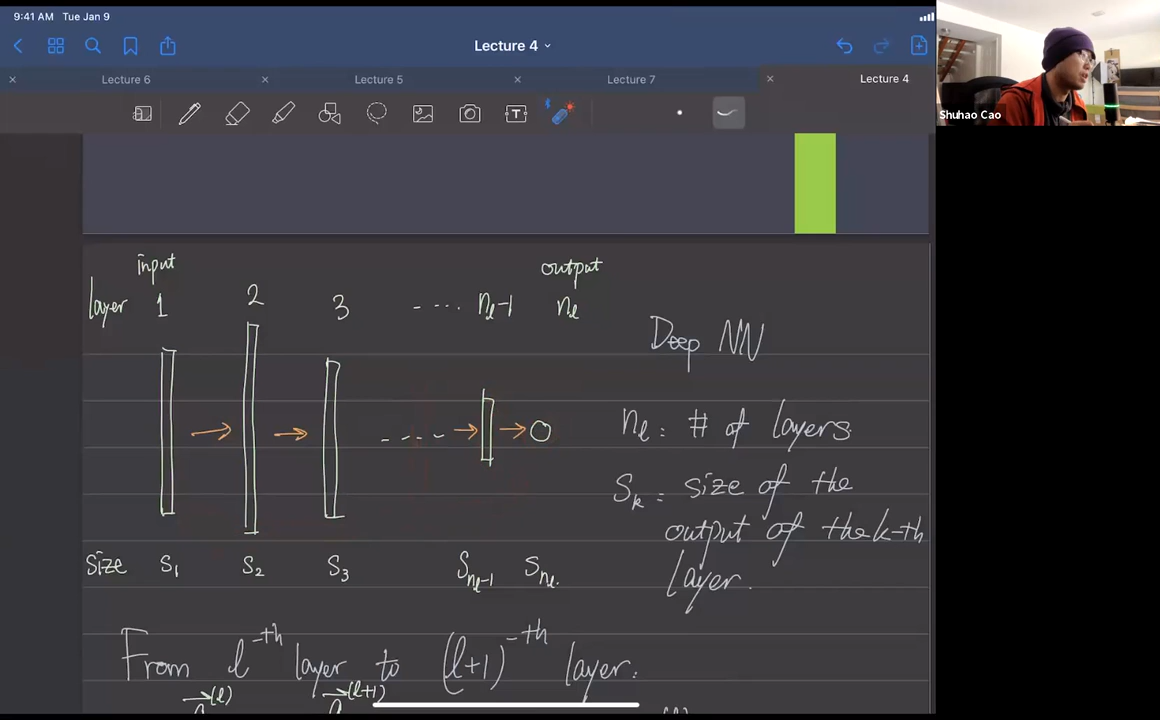 9:41 AM Tue Jan 9
Lecture 4
Lecture 6
Lecture 5
Lecture 7
Lecture 4
Shuhao Cao
input
output
layer 1 2 3 ..... nₗ-1 nₗ
Deep NN
nₗ : # of layers
Sₖ = size of the
output of the k-th
layer.
size S₁ S₂ S₃ Sₙₗ₋₁ Sₙₗ.
From l-th layer to (l+1)-th layer.
(l) (l+1)